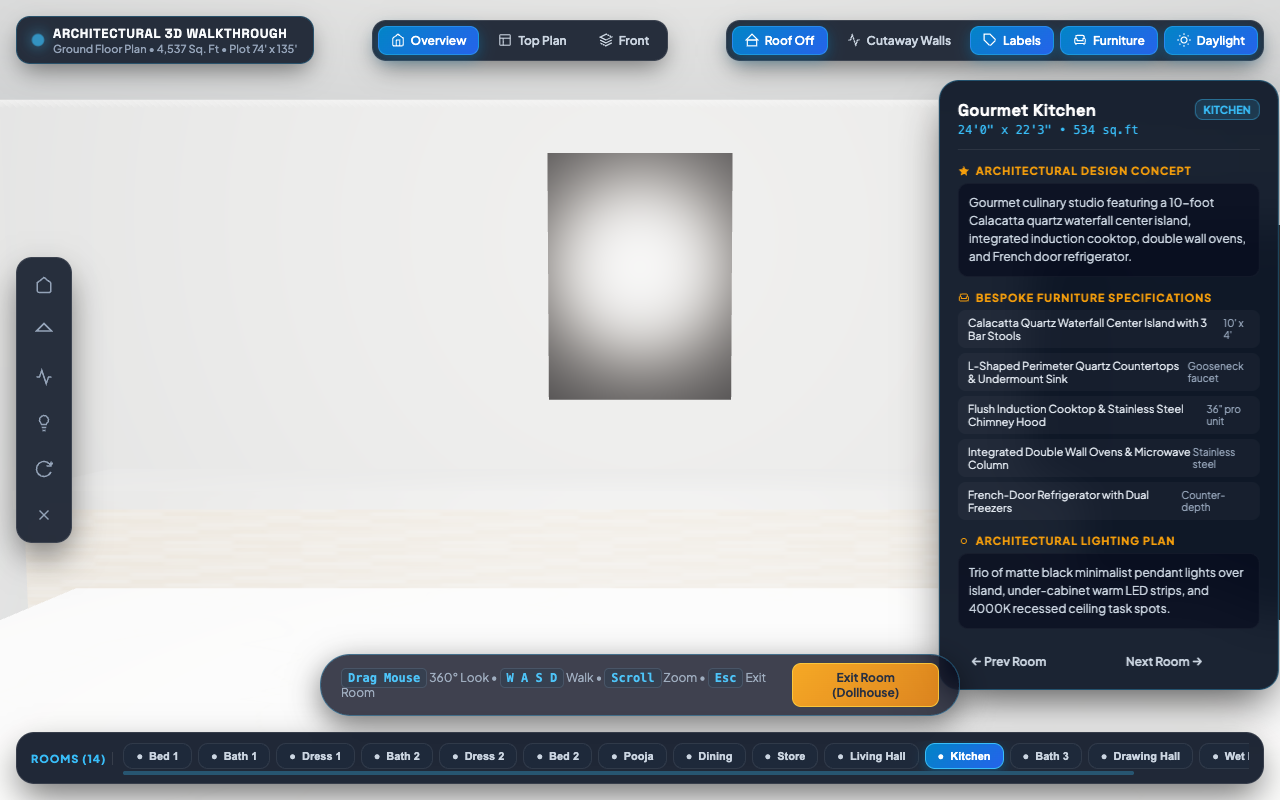 ARCHITECTURAL 3D WALKTHROUGH
Ground Floor Plan • 4,537 Sq. Ft • Plot 74' x 135'
Overview
Top Plan
Front
Roof Off
Cutaway Walls
Labels
Furniture
Daylight
Gourmet Kitchen
KITCHEN
24'0" x 22'3" • 534 sq.ft
ARCHITECTURAL DESIGN CONCEPT
Gourmet culinary studio featuring a 10-foot
Calacatta quartz waterfall center island,
integrated induction cooktop, double wall ovens,
and French door refrigerator.
BESPOKE FURNITURE SPECIFICATIONS
Calacatta Quartz Waterfall Center Island with 3
Bar Stools
10' x
4'
L-Shaped Perimeter Quartz Countertops
& Undermount Sink
Gooseneck
faucet
Flush Induction Cooktop & Stainless Steel
Chimney Hood
36" pro
unit
Integrated Double Wall Ovens & Microwave
Column
Stainless
steel
French-Door Refrigerator with Dual
Freezers
Counter-
depth
ARCHITECTURAL LIGHTING PLAN
Trio of matte black minimalist pendant lights over
island, under-cabinet warm LED strips, and
4000K recessed ceiling task spots.
← Prev Room
Next Room →
Drag Mouse 360° Look • W A S D Walk • Scroll Zoom • Esc Exit
Room
Exit Room
(Dollhouse)
ROOMS (14)
Bed 1
Bath 1
Dress 1
Bath 2
Dress 2
Bed 2
Pooja
Dining
Store
Living Hall
Kitchen
Bath 3
Drawing Hall
Wet